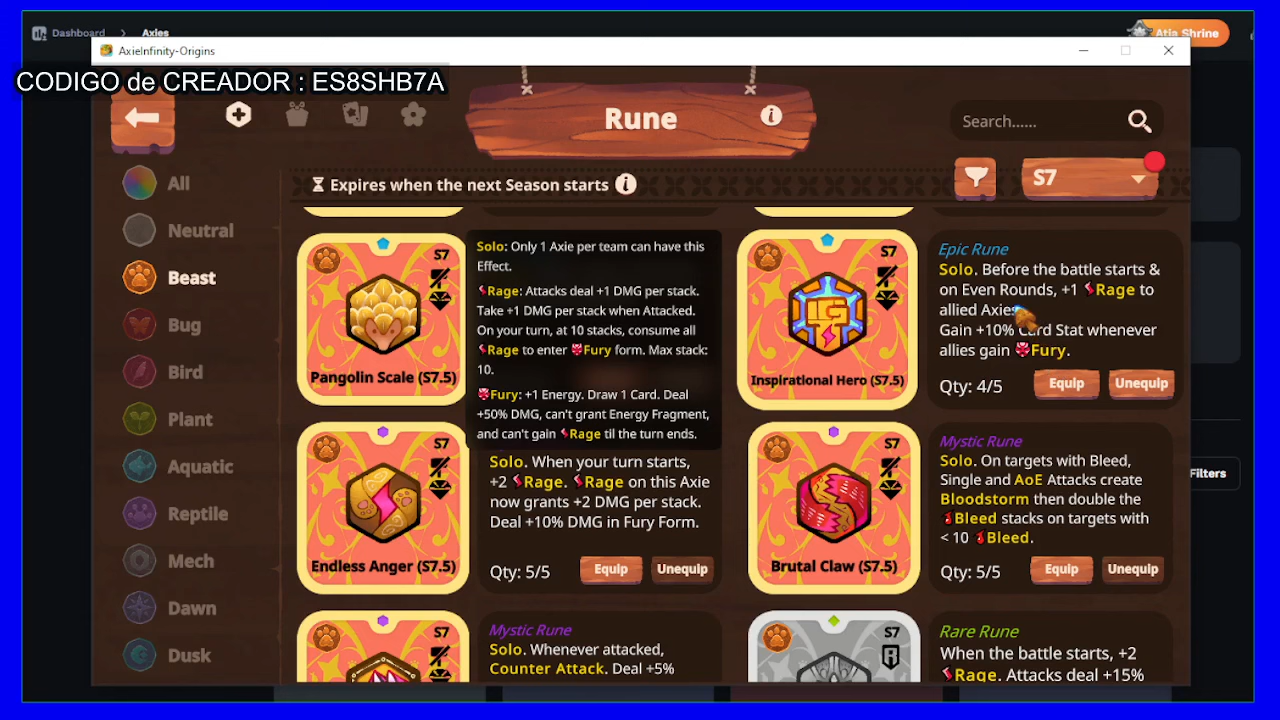 Dashboard > Axies
Atia Shrine
AxieInfinity-Origins
CODIGO de CREADOR : ES8SHB7A
Rune
Search......
Expires when the next Season starts
S7
All
Neutral
Beast
Bug
Bird
Plant
Aquatic
Reptile
Mech
Dawn
Dusk
S7
Pangolin Scale (S7.5)
Solo: Only 1 Axie per team can have this
Effect.
Rage: Attacks deal +1 DMG per stack.
Take +1 DMG per stack when Attacked.
On your turn, at 10 stacks, consume all
Rage to enter Fury form. Max stack:
10.
Fury: +1 Energy. Draw 1 Card. Deal
+50% DMG, can't grant Energy Fragment,
and can't gain Rage til the turn ends.
S7
Inspirational Hero (S7.5)
Epic Rune
Solo. Before the battle starts &
on Even Rounds, +1 Rage to
allied Axies
Gain +10% Card Stat whenever
allies gain Fury.
Qty: 4/5
Equip
Unequip
S7
Endless Anger (S7.5)
Solo. When your turn starts,
+2 Rage. Rage on this Axie
now grants +2 DMG per stack.
Deal +10% DMG in Fury Form.
Qty: 5/5
Equip
Unequip
S7
Brutal Claw (S7.5)
Mystic Rune
Solo. On targets with Bleed,
Single and AoE Attacks create
Bloodstorm then double the
Bleed stacks on targets with
< 10 Bleed.
Qty: 5/5
Equip
Unequip
Filters
S7
Mystic Rune
Solo. Whenever attacked,
Counter Attack. Deal +5%
S7
Rare Rune
When the battle starts, +2
Rage. Attacks deal +15%